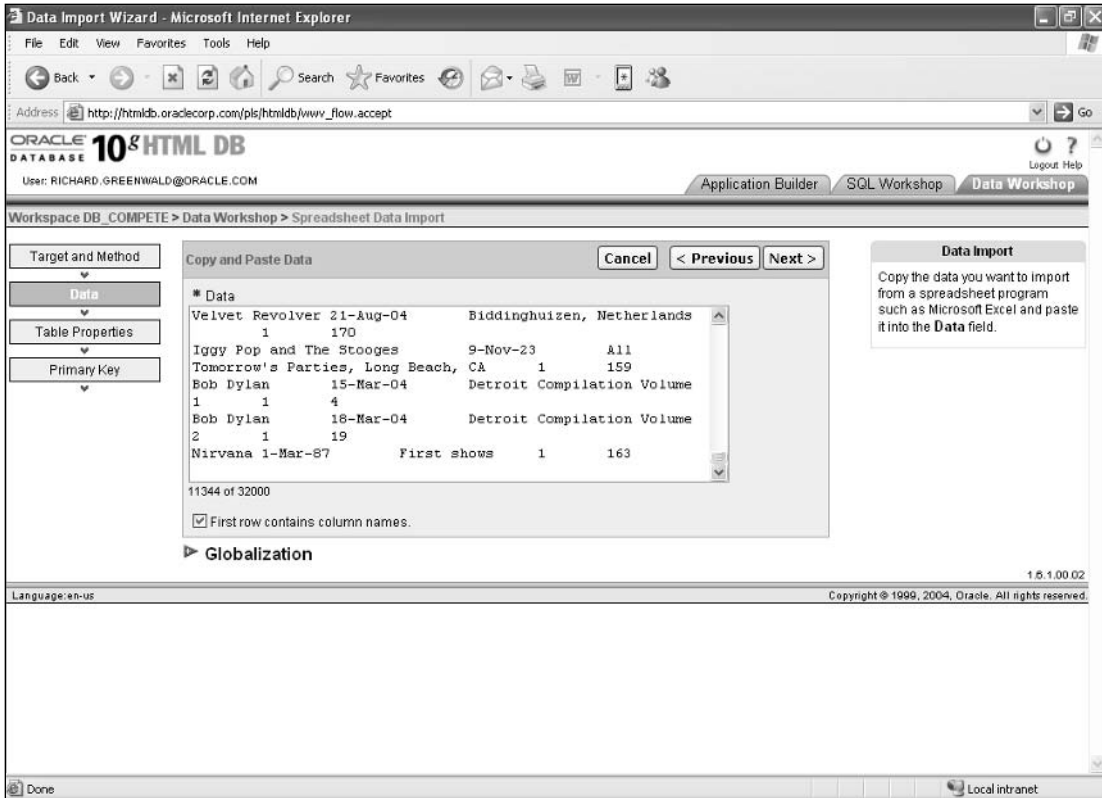 Data Import Wizard - Microsoft Internet Explorer
File Edit View Favorites Tools Help
Back Search Favorites
Address http://htmldb.oraclecorp.com/pls/htmldb/wwv_flow.accept Go
ORACLE DATABASE 10g HTML DB
Logout Help
User: RICHARD.GREENWALD@ORACLE.COM
Application Builder SQL Workshop Data Workshop
Workspace DB_COMPETE > Data Workshop > Spreadsheet Data Import
Target and Method
Data
Table Properties
Primary Key
Copy and Paste Data Cancel < Previous Next >
* Data
Velvet Revolver 21-Aug-04 Biddinghuizen, Netherlands
1 170
Iggy Pop and The Stooges 9-Nov-23 All
Tomorrow's Parties, Long Beach, CA 1 159
Bob Dylan 15-Mar-04 Detroit Compilation Volume
1 1 4
Bob Dylan 18-Mar-04 Detroit Compilation Volume
2 1 19
Nirvana 1-Mar-87 First shows 1 163
11344 of 32000
First row contains column names.
Globalization
Data Import
Copy the data you want to import
from a spreadsheet program
such as Microsoft Excel and paste
it into the Data field.
1.6.1.00.02
Language:en-us Copyright © 1999, 2004, Oracle. All rights reserved.
Done Local intranet